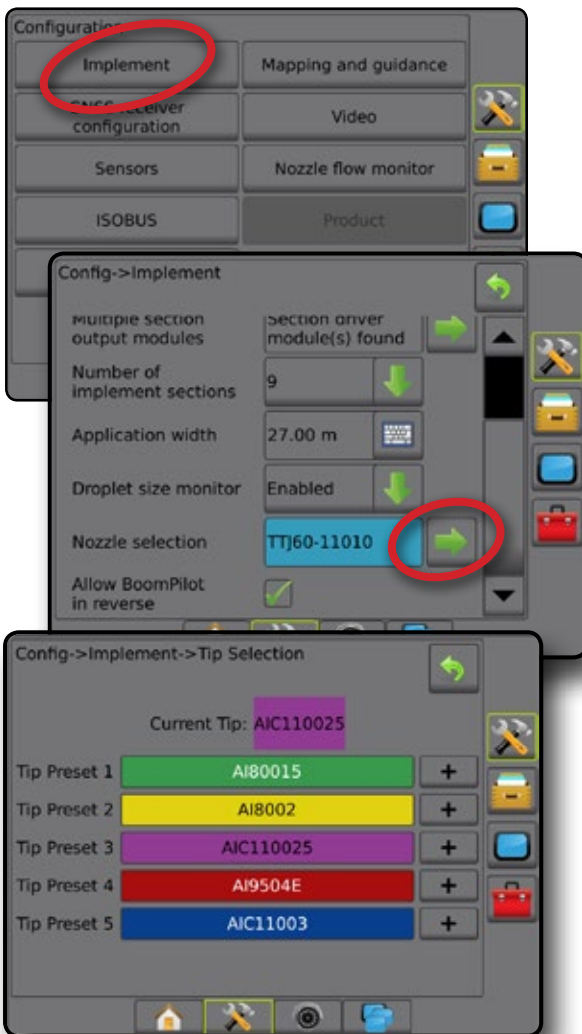 Configuration
Implement
Mapping and guidance
GNSS receiver
configuration
Video
Sensors
Nozzle flow monitor
ISOBUS
Product
Config->Implement
Multiple section
output modules
Section driver
module(s) found
Number of
implement sections
9
Application width
27.00 m
Droplet size monitor
Enabled
Nozzle selection
TTJ60-11010
Allow BoomPilot
in reverse
Config->Implement->Tip Selection
Current Tip: AIC110025
Tip Preset 1 AI80015 +
Tip Preset 2 AI8002 +
Tip Preset 3 AIC110025 +
Tip Preset 4 AI9504E +
Tip Preset 5 AIC11003 +